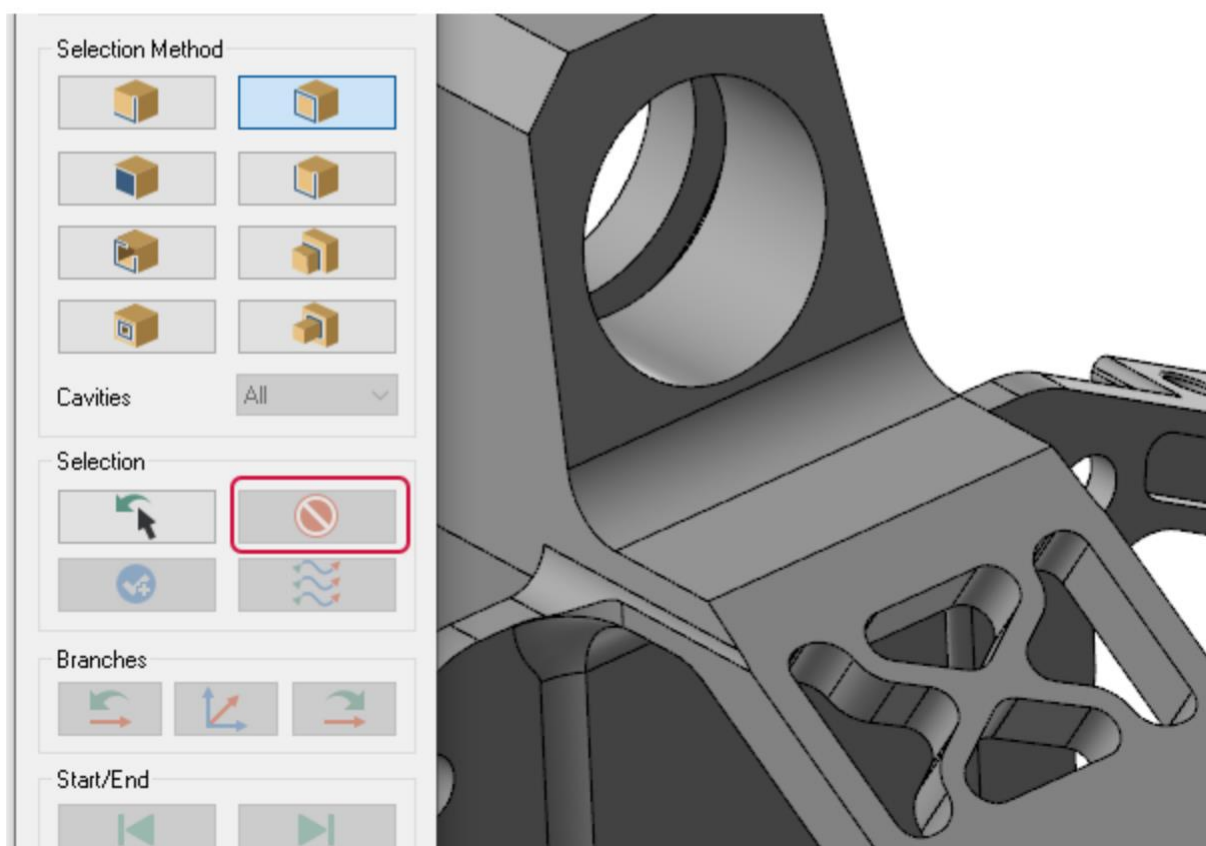 Selection Method
Cavities All
Selection
Branches
Start/End